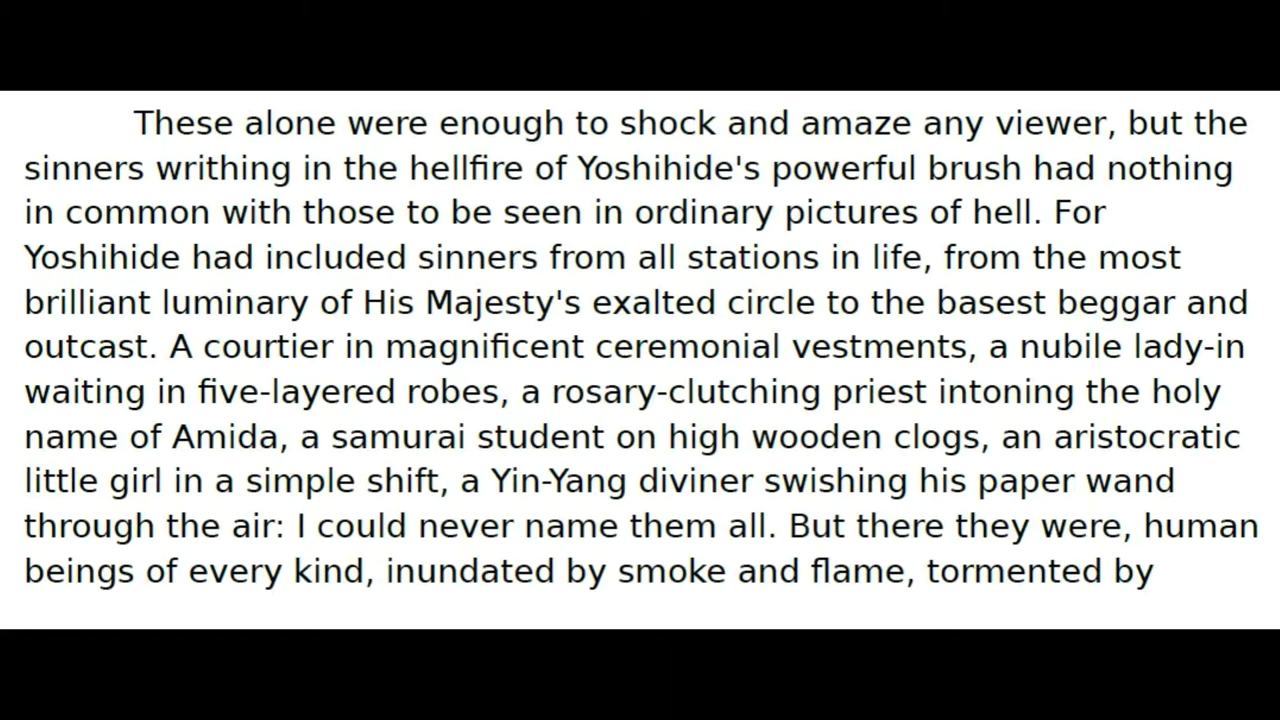 These alone were enough to shock and amaze any viewer, but the
sinners writhing in the hellfire of Yoshihide's powerful brush had nothing
in common with those to be seen in ordinary pictures of hell. For
Yoshihide had included sinners from all stations in life, from the most
brilliant luminary of His Majesty's exalted circle to the basest beggar and
outcast. A courtier in magnificent ceremonial vestments, a nubile lady-in
waiting in five-layered robes, a rosary-clutching priest intoning the holy
name of Amida, a samurai student on high wooden clogs, an aristocratic
little girl in a simple shift, a Yin-Yang diviner swishing his paper wand
through the air: I could never name them all. But there they were, human
beings of every kind, inundated by smoke and flame, tormented by